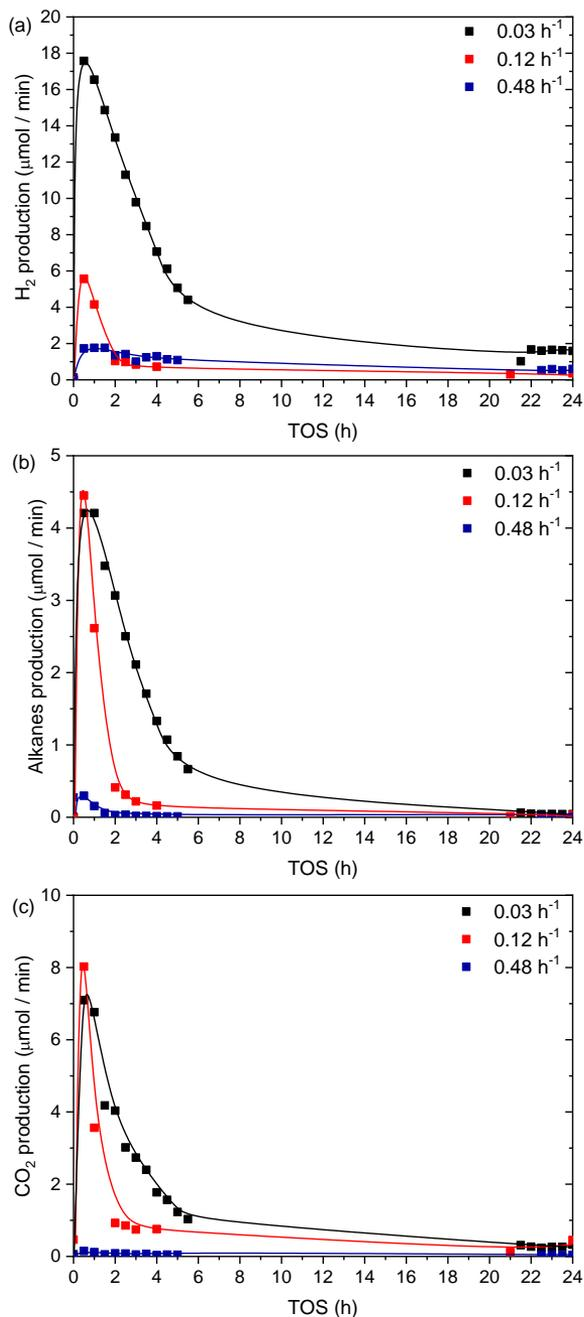 (a)
20
18
16
14
12
10
8
6
4
2
0
H₂ production (μmol / min)
0.03 h⁻¹
0.12 h⁻¹
0.48 h⁻¹
0 2 4 6 8 10 12 14 16 18 20 22 24
TOS (h)
(b)
5
4
3
2
1
0
Alkanes production (μmol / min)
0.03 h⁻¹
0.12 h⁻¹
0.48 h⁻¹
0 2 4 6 8 10 12 14 16 18 20 22 24
TOS (h)
(c)
10
8
6
4
2
0
CO₂ production (μmol / min)
0.03 h⁻¹
0.12 h⁻¹
0.48 h⁻¹
0 2 4 6 8 10 12 14 16 18 20 22 24
TOS (h)